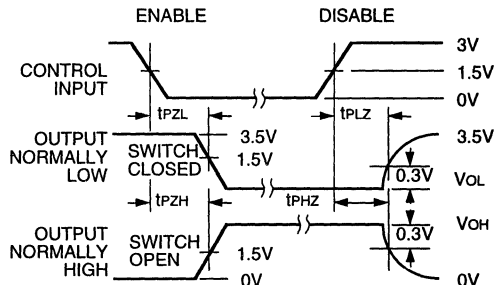 ENABLE DISABLE
3V
CONTROL INPUT 1.5V
0V
tPZL tPLZ
OUTPUT NORMALLY LOW
SWITCH CLOSED
3.5V 3.5V
1.5V
0.3V VOL
tPZH tPHZ
VOH
0.3V
OUTPUT NORMALLY HIGH
SWITCH OPEN
1.5V
0V 0V